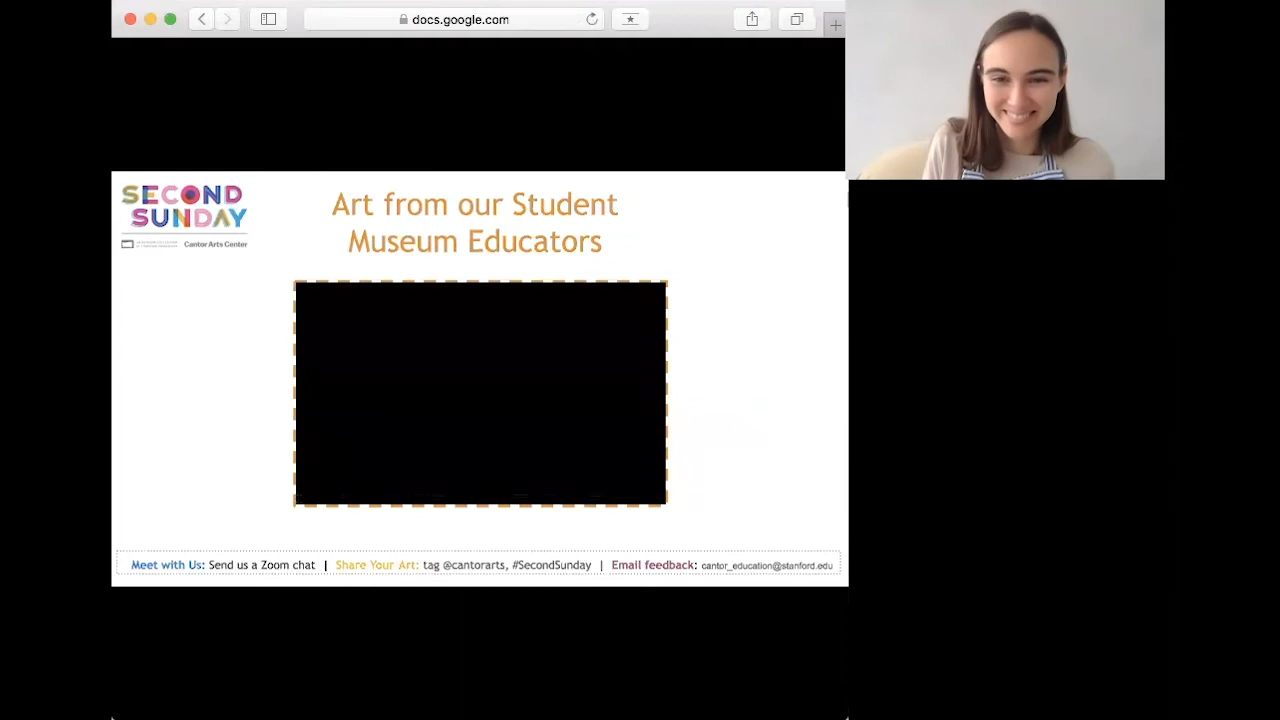 docs.google.com
SECOND
SUNDAY
Cantor Arts Center
Art from our Student
Museum Educators
Meet with Us: Send us a Zoom chat | Share Your Art: tag @cantorarts, #SecondSunday | Email feedback: cantor_education@stanford.edu